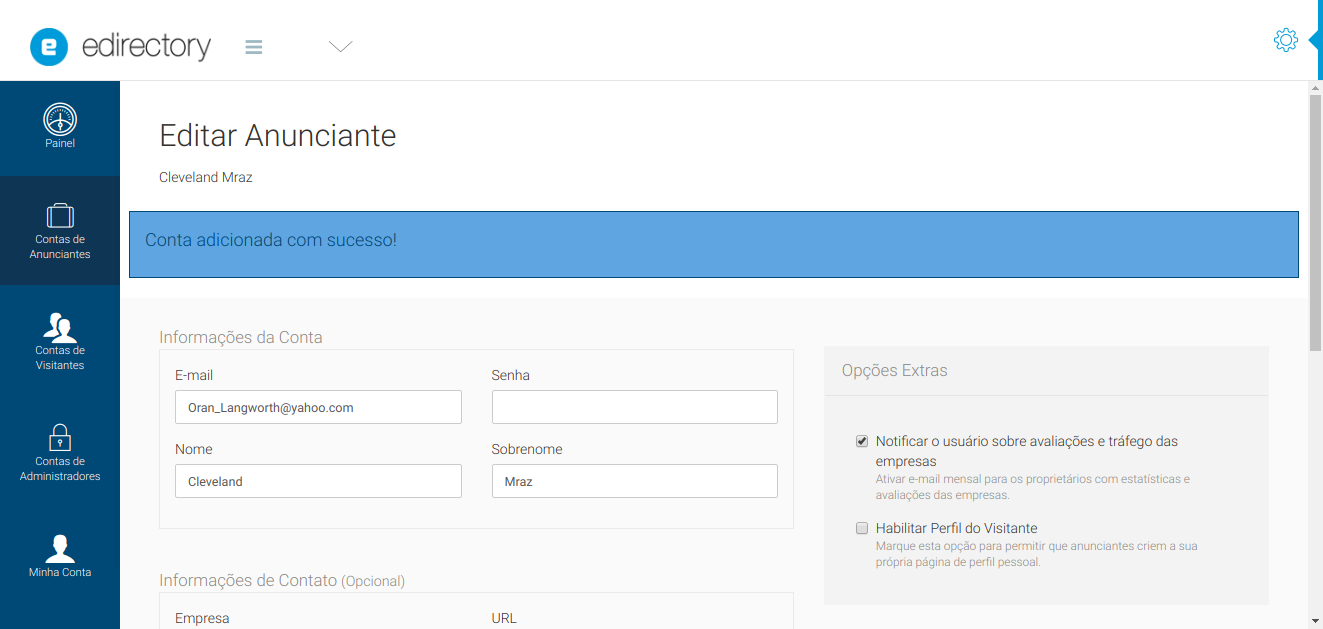 e edirectory
Painel
Contas de
Anunciantes
Contas de
Visitantes
Contas de
Administradores
Minha Conta
Editar Anunciante
Cleveland Mraz
Conta adicionada com sucesso!
Informações da Conta
E-mail
Senha
Oran_Langworth@yahoo.com
Nome
Sobrenome
Cleveland
Mraz
Informações de Contato (Opcional)
Empresa
URL
Opções Extras
Notificar o usuário sobre avaliações e tráfego das
empresas
Ativar e-mail mensal para os proprietários com estatísticas e
avaliações das empresas.
Habilitar Perfil do Visitante
Marque esta opção para permitir que anunciantes criem a sua
própria página de perfil pessoal.